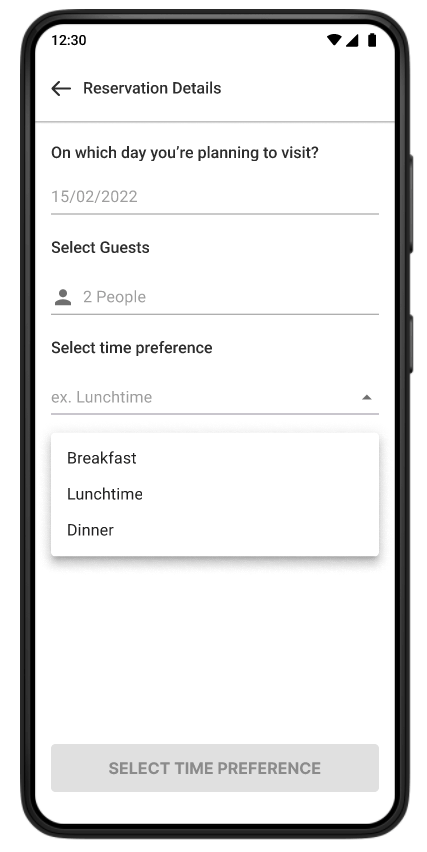 12:30
Reservation Details
On which day you’re planning to visit?
15/02/2022
Select Guests
2 People
Select time preference
ex. Lunchtime
Breakfast
Lunchtime
Dinner
SELECT TIME PREFERENCE